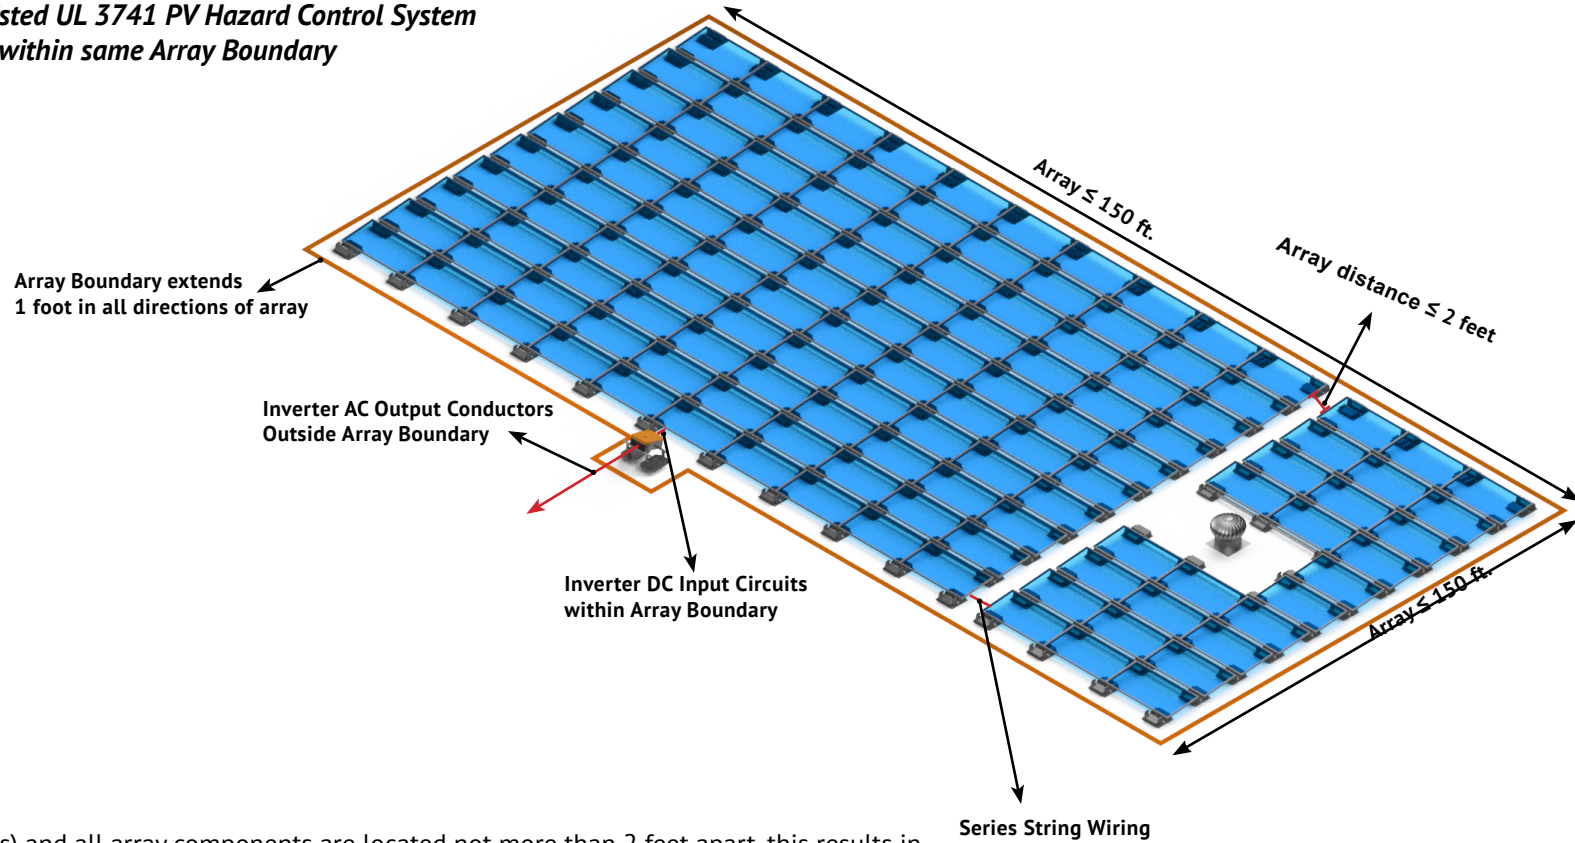 sted UL 3741 PV Hazard Control System
within same Array Boundary
Array ≤ 150 ft.
Array distance ≤ 2 feet
Array Boundary extends
1 foot in all directions of array
Inverter AC Output Conductors
Outside Array Boundary
Inverter DC Input Circuits
within Array Boundary
Array ≤ 150 ft.
Series String Wiring
s) and all array components are located not more than 2 feet apart, this results in